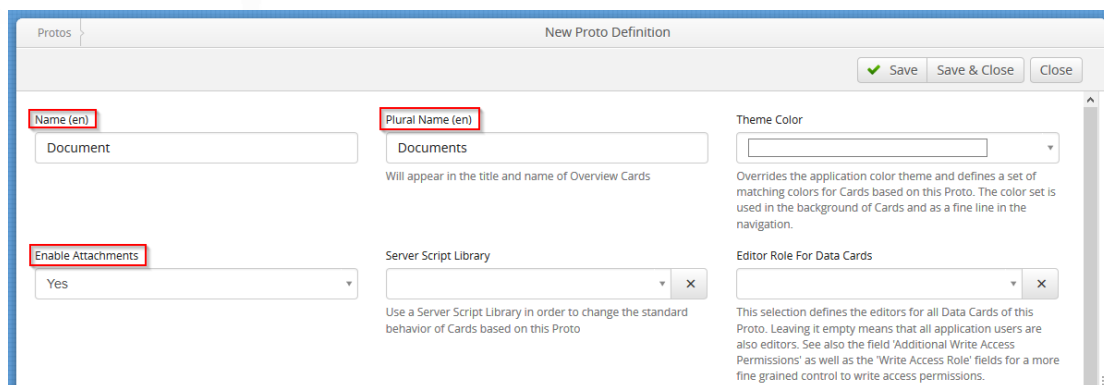 Protos
New Proto Definition
Save
Save & Close
Close
Name (en)
Plural Name (en)
Theme Color
Document
Documents
Will appear in the title and name of Overview Cards
Overrides the application color theme and defines a set of
matching colors for Cards based on this Proto. The color set is
used in the background of Cards and as a fine line in the
navigation.
Enable Attachments
Server Script Library
Editor Role For Data Cards
Yes
Use a Server Script Library in order to change the standard
behavior of Cards based on this Proto
This selection defines the editors for all Data Cards of this
Proto. Leaving it empty means that all application users are
also editors. See also the field 'Additional Write Access
Permissions' as well as the 'Write Access Role' fields for a more
fine grained control to write access permissions.